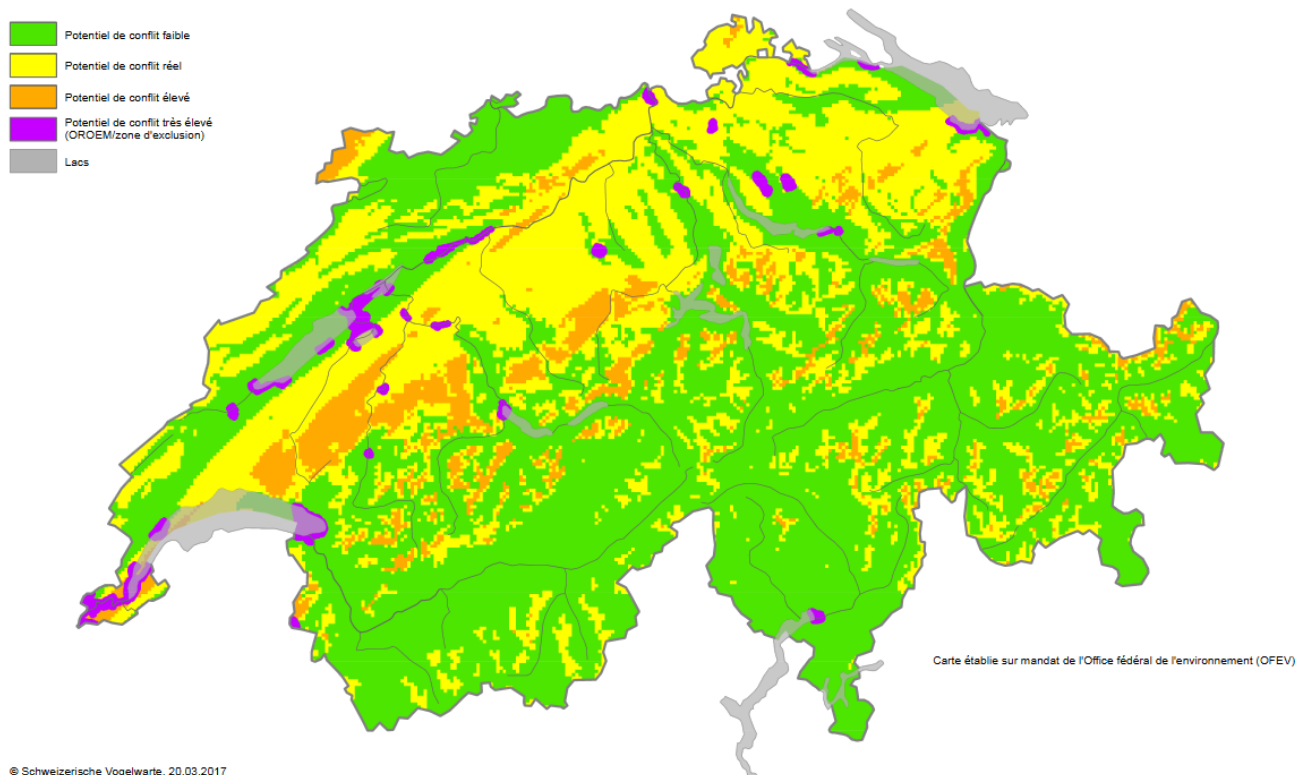 Potentiel de conflit faible
Potentiel de conflit réel
Potentiel de conflit élevé
Potentiel de conflit très élevé
(OROEM/zone d'exclusion)
Lacs
Carte établie sur mandat de l'Office fédéral de l'environnement (OFEV)
© Schweizerische Vogelwarte, 20.03.2017